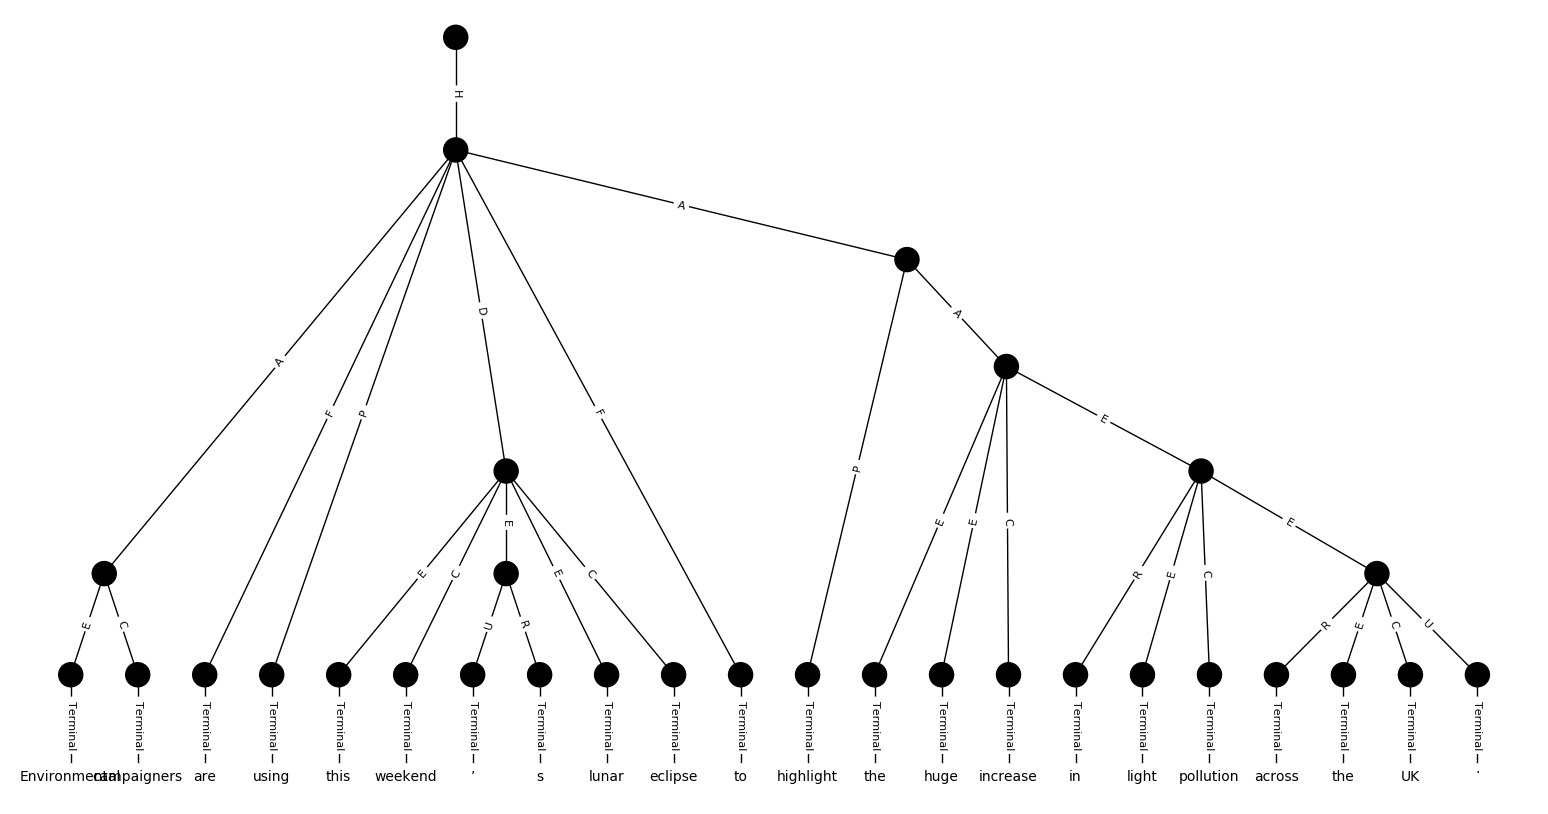 H
A
A
D
A
F
P
F
P
E
E
C
E
E
E
C
E
E
C
E
C
R
E
C
E
C
U
R
R
E
C
U
Terminal Terminal Terminal Terminal Terminal Terminal Terminal Terminal Terminal Terminal Terminal Terminal Terminal Terminal Terminal Terminal Terminal Terminal Terminal Terminal Terminal Terminal
Environmental campaigners are using this weekend ’ s lunar eclipse to highlight the huge increase in light pollution across the UK .